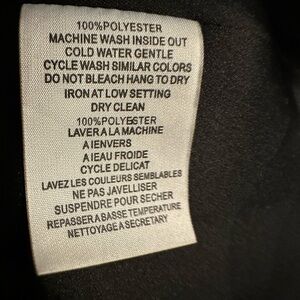 100%POLYESTER
MACHINE WASH INSIDE OUT
COLD WATER GENTLE
CYCLE WASH SIMILAR COLORS
DO NOT BLEACH HANG TO DRY
IRON AT LOW SETTING
DRY CLEAN
100%POLYESTER
LAVER A LA MACHINE
A IENVERS
A IEAU FROIDE
CYCLE DELICAT
LAVEZ LES COULEURS SEMBLABLES
NE PAS JAVELLISER
SUSPENDRE POUR SECHER
REPASSER A BASSE TEMPERATURE
NETTOYAGE A SECRETARY